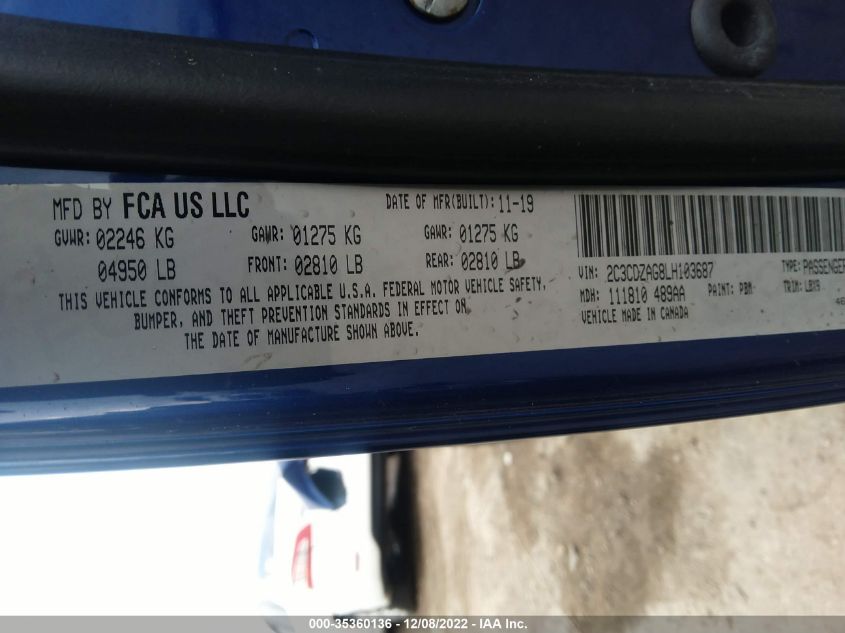 MFD BY FCA US LLC DATE OF MFR(BUILT): 11-19
GVWR: 02246 KG GAWR: 01275 KG GAWR: 01275 KG
04950 LB FRONT: 02810 LB REAR: 02810 LB
THIS VEHICLE CONFORMS TO ALL APPLICABLE U.S.A. FEDERAL MOTOR VEHICLE SAFETY,
BUMPER, AND THEFT PREVENTION STANDARDS IN EFFECT ON
THE DATE OF MANUFACTURE SHOWN ABOVE.
VIN: 2C3CDZAG8LH103687 TYPE: PASSENGER
MDH: 111810 489AA PAINT: PBM TRIM: LBX9
VEHICLE MADE IN CANADA
000-35360136 - 12/08/2022 - IAA Inc.